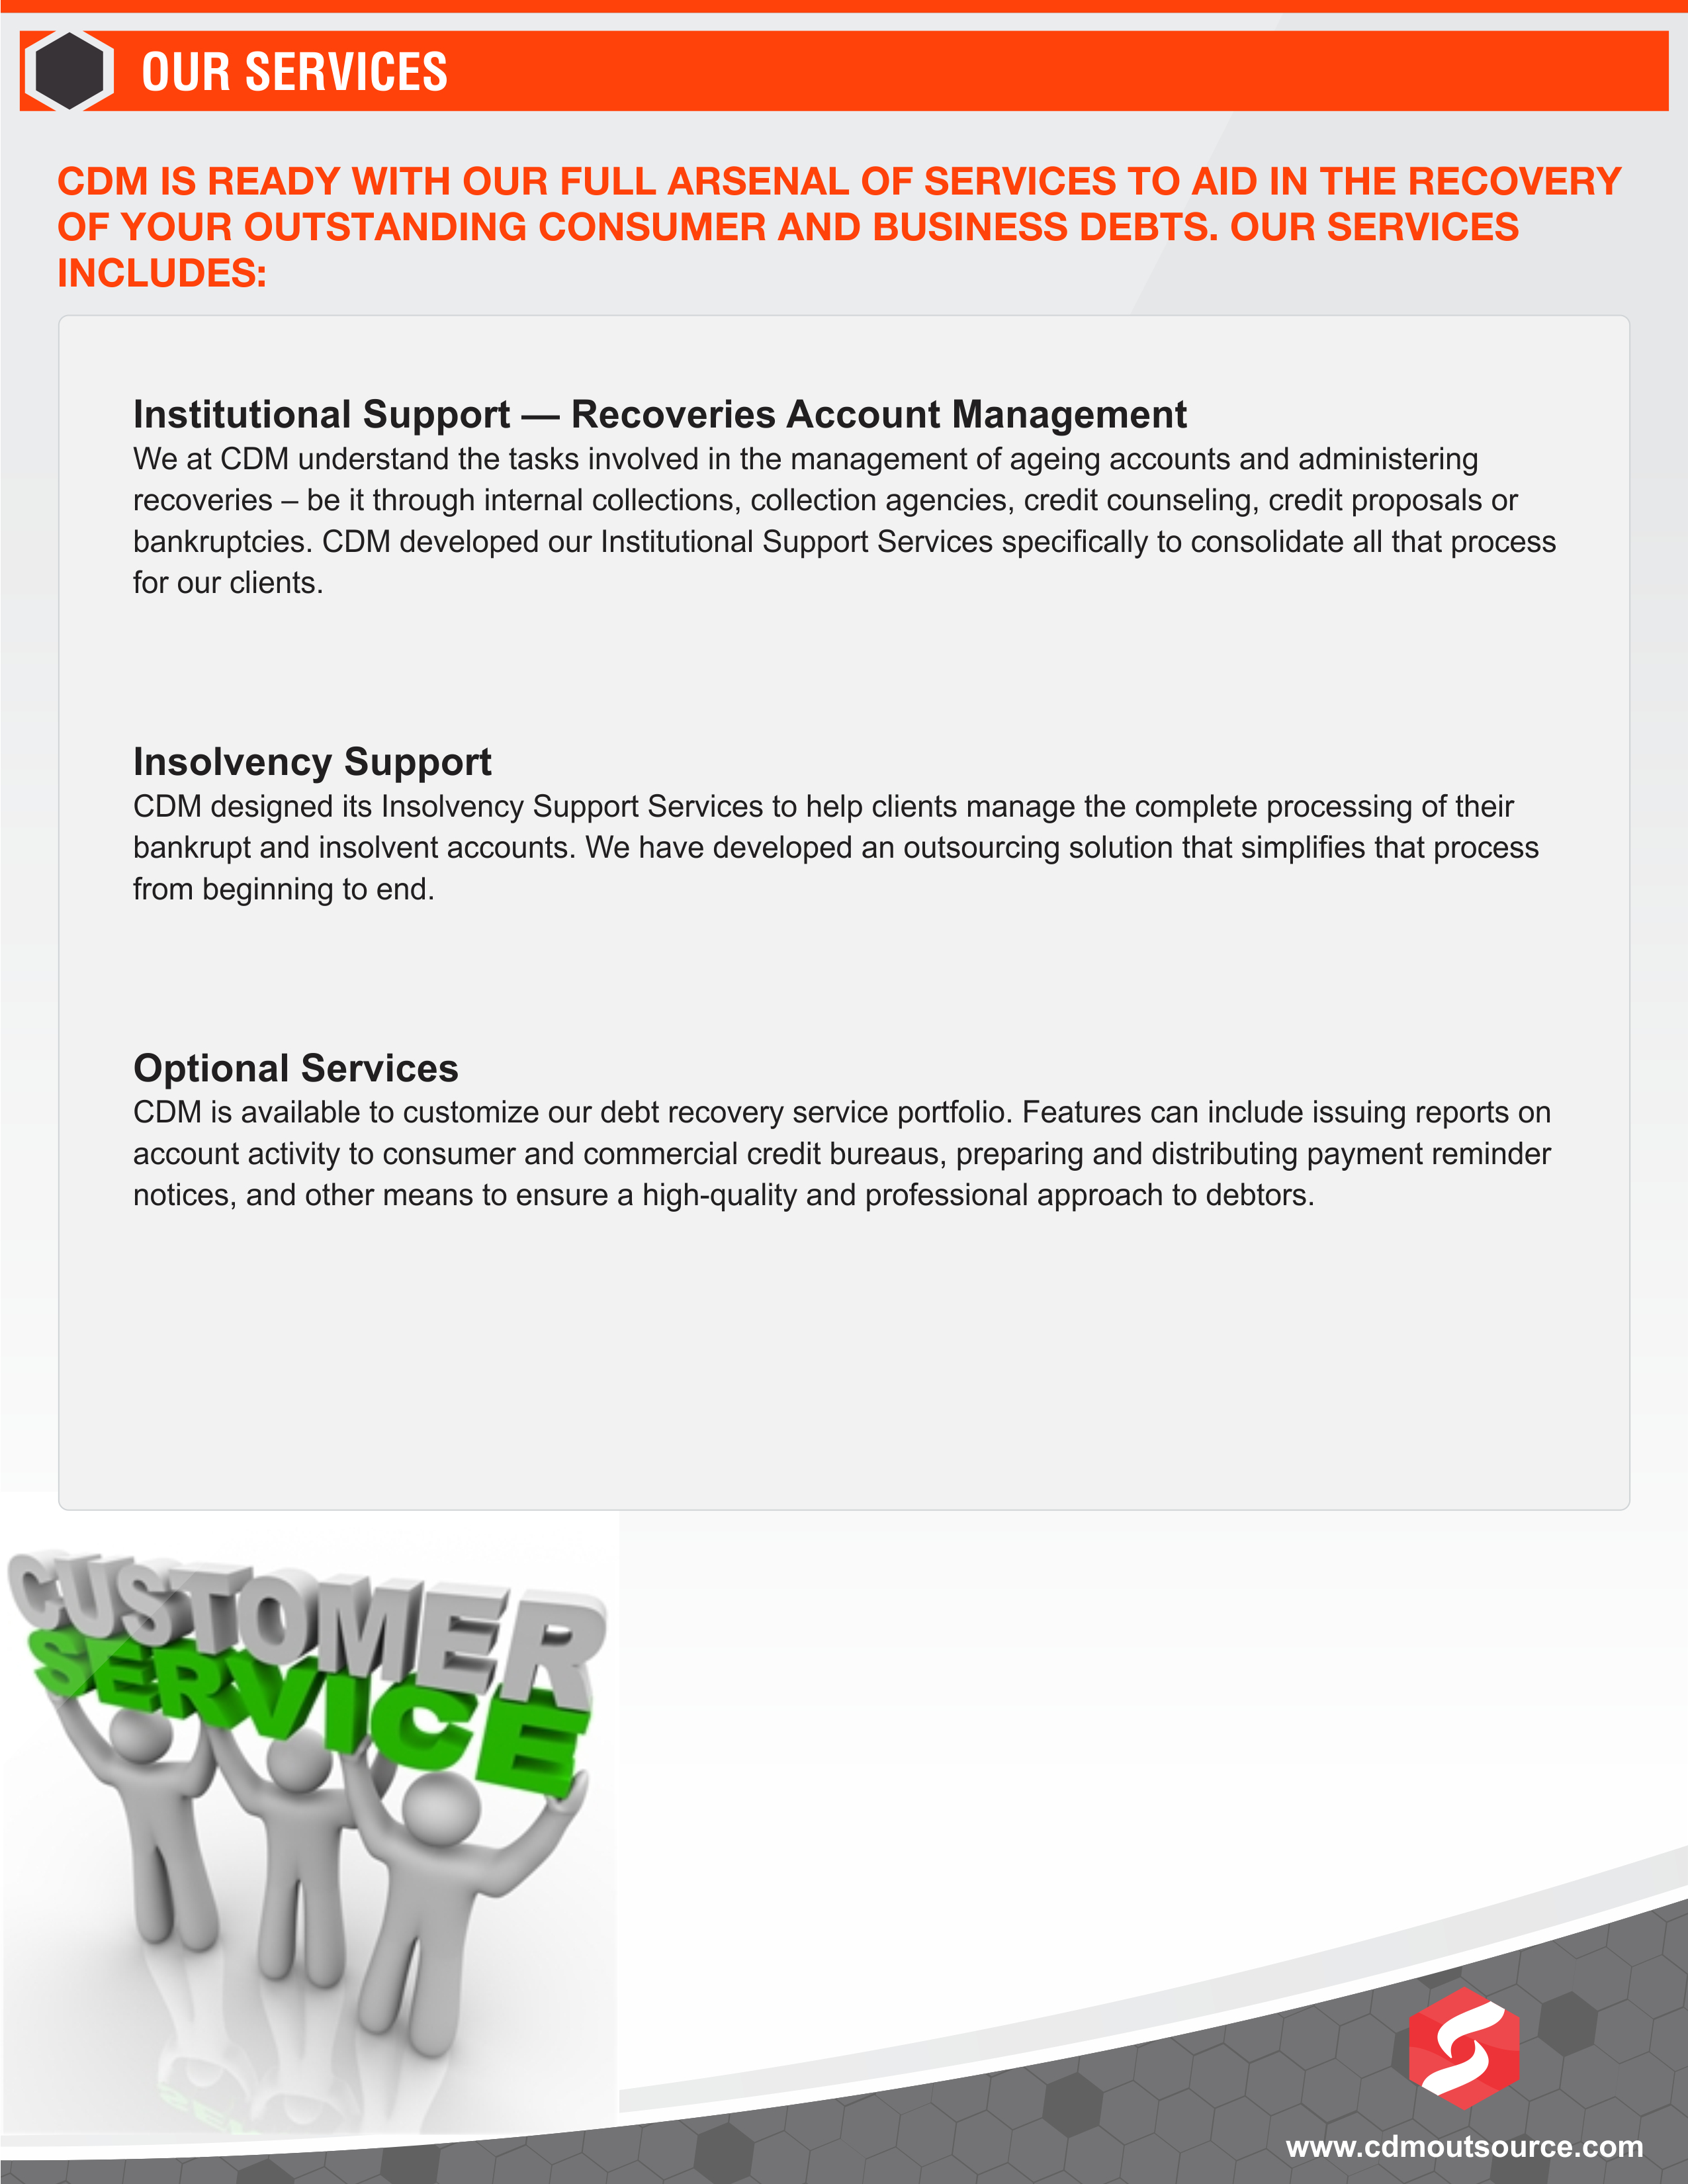 OUR SERVICES
CDM IS READY WITH OUR FULL ARSENAL OF SERVICES TO AID IN THE RECOVERY
OF YOUR OUTSTANDING CONSUMER AND BUSINESS DEBTS. OUR SERVICES
INCLUDES:
Institutional Support — Recoveries Account Management
We at CDM understand the tasks involved in the management of ageing accounts and administering
recoveries – be it through internal collections, collection agencies, credit counseling, credit proposals or
bankruptcies. CDM developed our Institutional Support Services specifically to consolidate all that process
for our clients.
Insolvency Support
CDM designed its Insolvency Support Services to help clients manage the complete processing of their
bankrupt and insolvent accounts. We have developed an outsourcing solution that simplifies that process
from beginning to end.
Optional Services
CDM is available to customize our debt recovery service portfolio. Features can include issuing reports on
account activity to consumer and commercial credit bureaus, preparing and distributing payment reminder
notices, and other means to ensure a high-quality and professional approach to debtors.
CUSTOMER
SERVICE
www.cdmoutsource.com